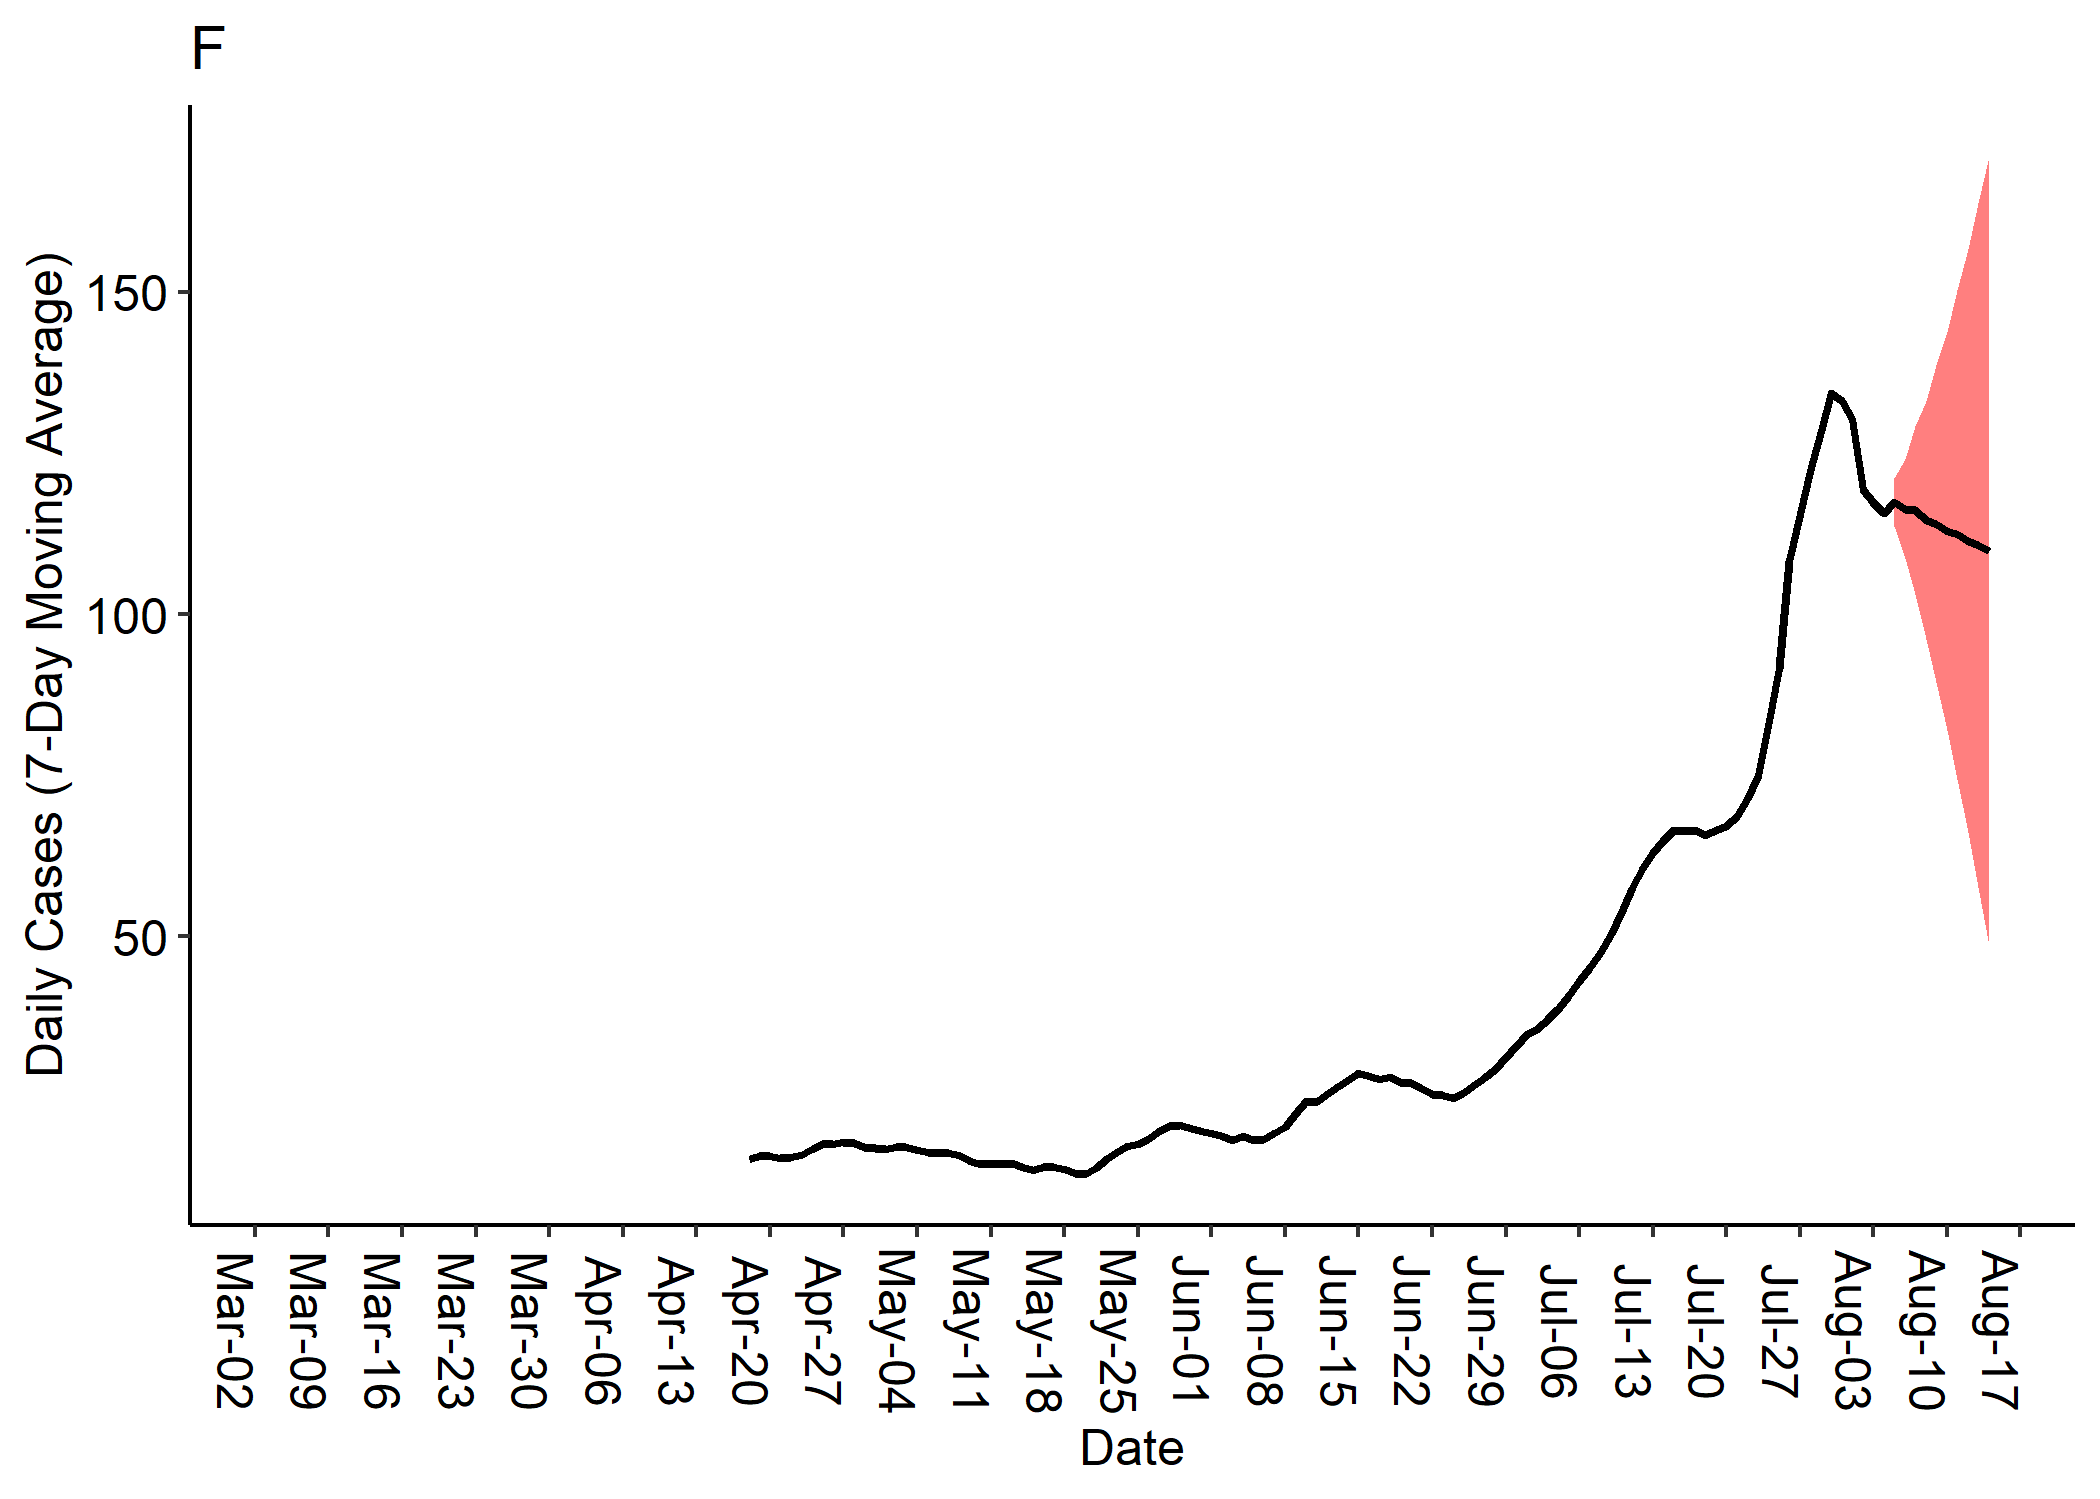 F
Daily Cases (7-Day Moving Average)
150
100
50
Mar-02
Mar-09
Mar-16
Mar-23
Mar-30
Apr-06
Apr-13
Apr-20
Apr-27
May-04
May-11
May-18
May-25
Jun-01
Jun-08
Jun-15
Jun-22
Jun-29
Jul-06
Jul-13
Jul-20
Jul-27
Aug-03
Aug-10
Aug-17
Date